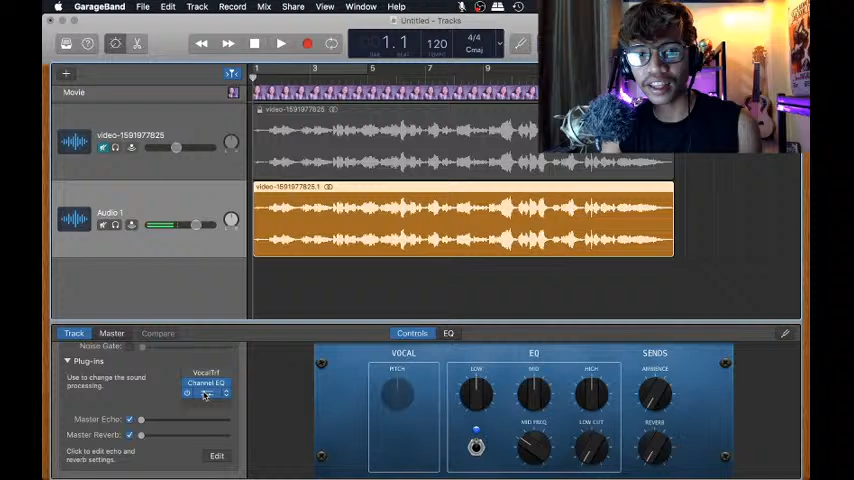 GarageBand File Edit Track Record Mix Share View Window Help
Untitled - Tracks
1.1
BAR BEAT
120
TEMPO
4/4
Cmaj
1 3 5 7 9
Movie
video-1591977825
video-1591977825
Audio 1
video-1591977825.1
Track Master Compare
Controls EQ
Noise Gate:
Plug-ins
Use to change the sound
processing.
VocalTrf
Channel EQ
Master Echo:
Master Reverb:
Click to edit echo and
reverb settings.
Edit
VOCAL EQ SENDS
PITCH LOW MID HIGH AMBIENCE
MID FREQ LOW CUT REVERB